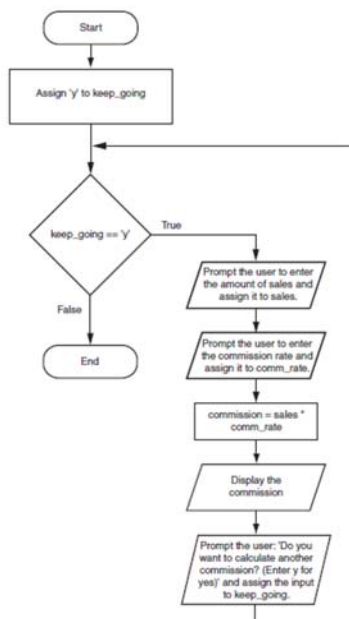 Start
Assign 'y' to keep_going
keep_going == 'y'
True
False
End
Prompt the user to enter
the amount of sales and
assign it to sales.
Prompt the user to enter
the commission rate and
assign it to comm_rate.
commission = sales *
comm_rate
Display the
commission
Prompt the user: 'Do you
want to calculate another
commission? (Enter y for
yes)' and assign the input
to keep_going.